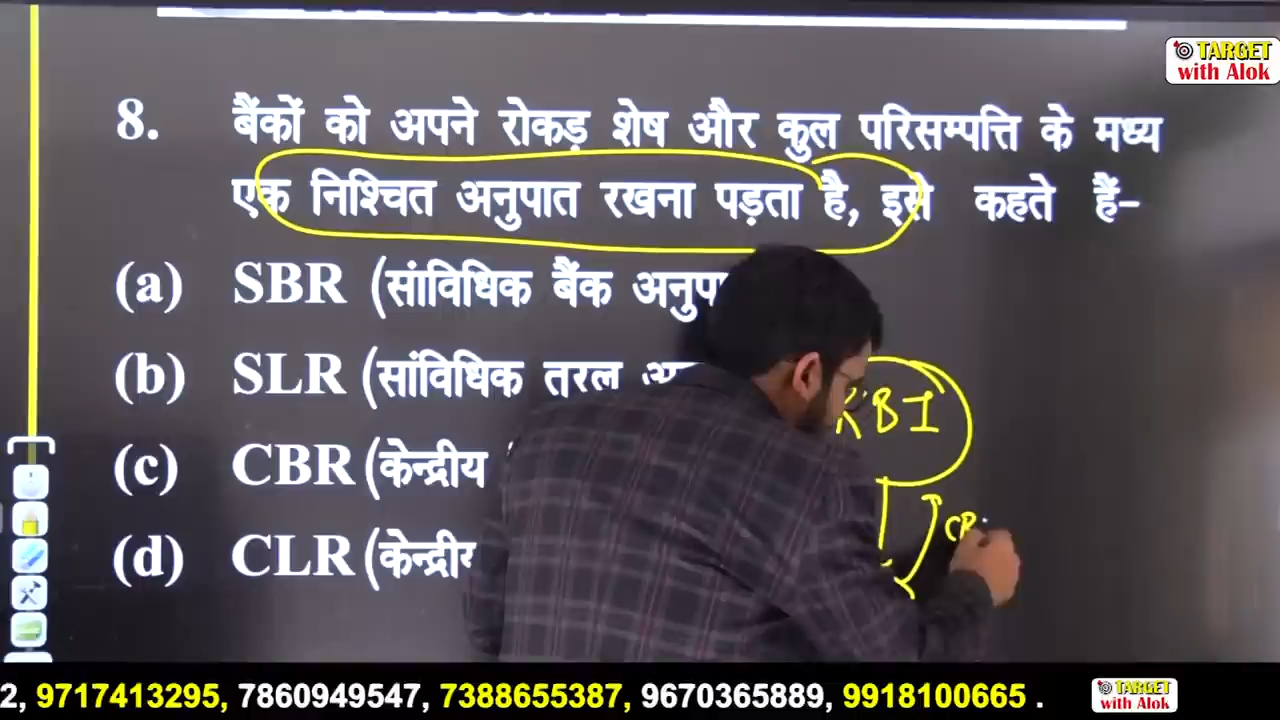 TARGET
with Alok
8. बैंकों को अपने रोकड़ शेष और कुल परिसम्पत्ति के मध्य
एक निश्चित अनुपात रखना पड़ता है, इसे कहते हैं-
(a) SBR (सांविधिक बैंक
(b) SLR (सांविधिक तरल
RBI
(c) CBR (केन्द्रीय
(d) CLR (केन्द्रीय
2, 9717413295, 7860949547, 7388655387, 9670365889, 9918100665 .
TARGET
with Alok